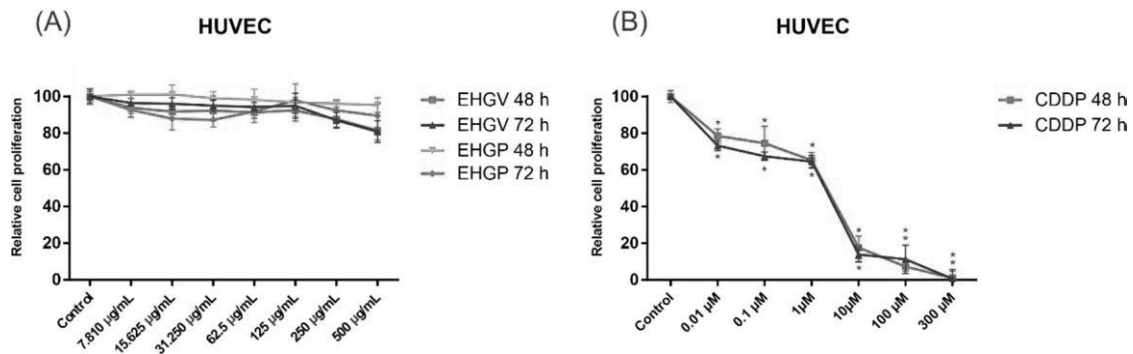 (A)
HUVEC
Relative cell proliferation
100
80
60
40
20
0
Control
7.810 µg/mL
15.625 µg/mL
31.250 µg/mL
62.5 µg/mL
125 µg/mL
250 µg/mL
500 µg/mL
EHGV 48 h
EHGV 72 h
EHGP 48 h
EHGP 72 h
(B)
HUVEC
Relative cell proliferation
100
80
60
40
20
0
Control
0.01 µM
0.1 µM
1µM
10µM
100 µM
300 µM
* * * * * *
* * * * * *
CDDP 48 h
CDDP 72 h